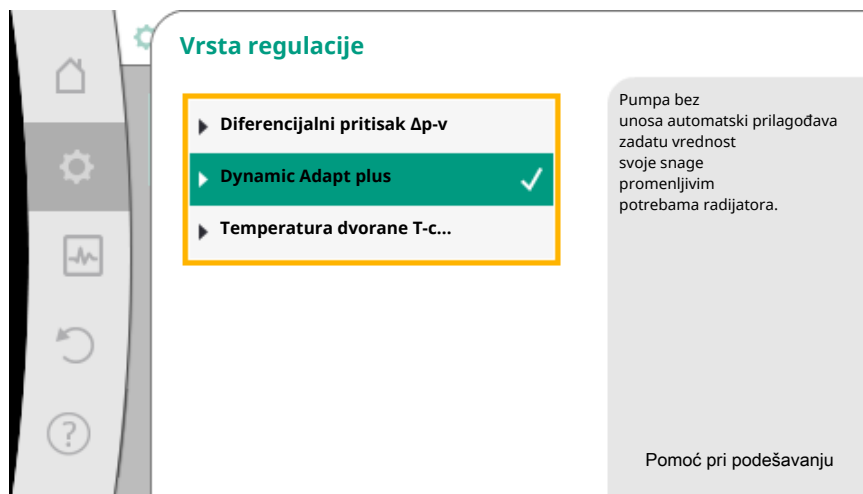 Vrsta regulacije
Diferencijalni pritisak Δp-v
Dynamic Adapt plus
Temperatura dvorane T-c...
Pumpa bez
unosa automatski prilagođava
zadatu vrednost
svoje snage
promenljivim
potrebama radijatora.
Pomoć pri podešavanju